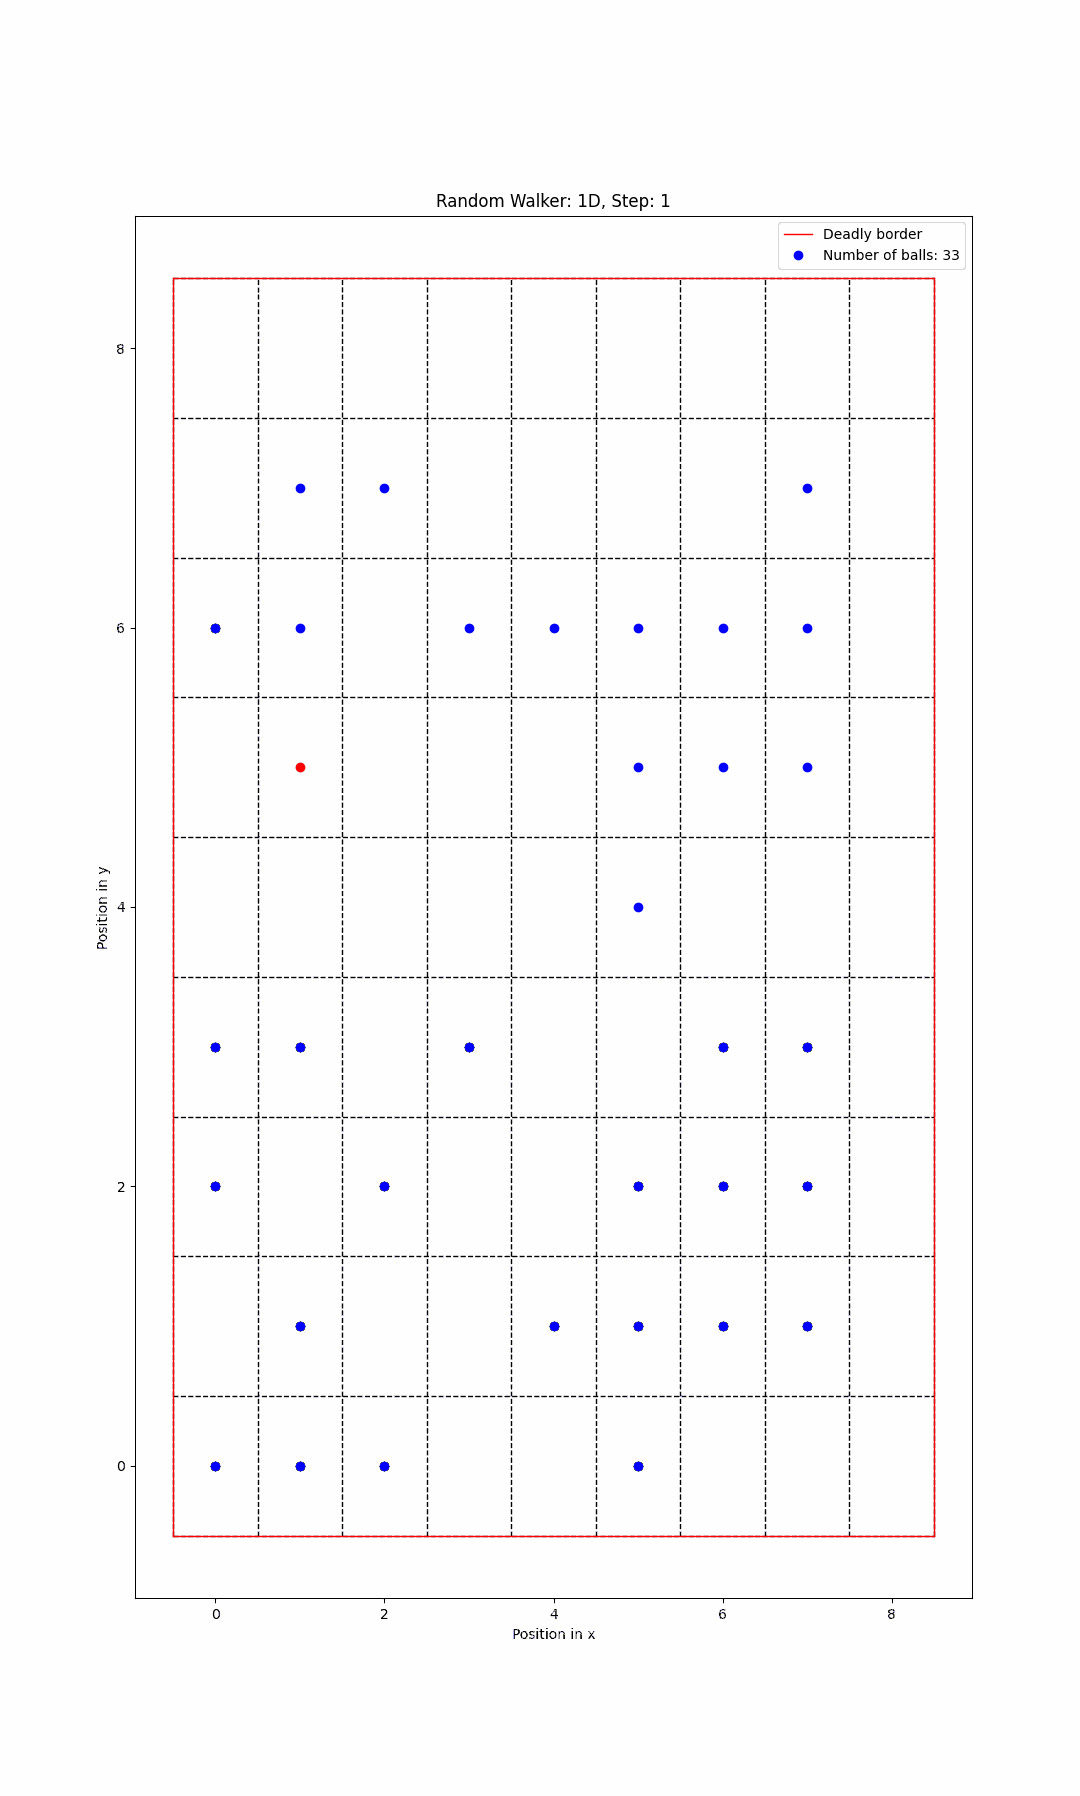 Random Walker: 1D, Step: 1
Deadly border
Number of balls: 33
8
6
4
2
0
Position in y
0 2 4 6 8
Position in x